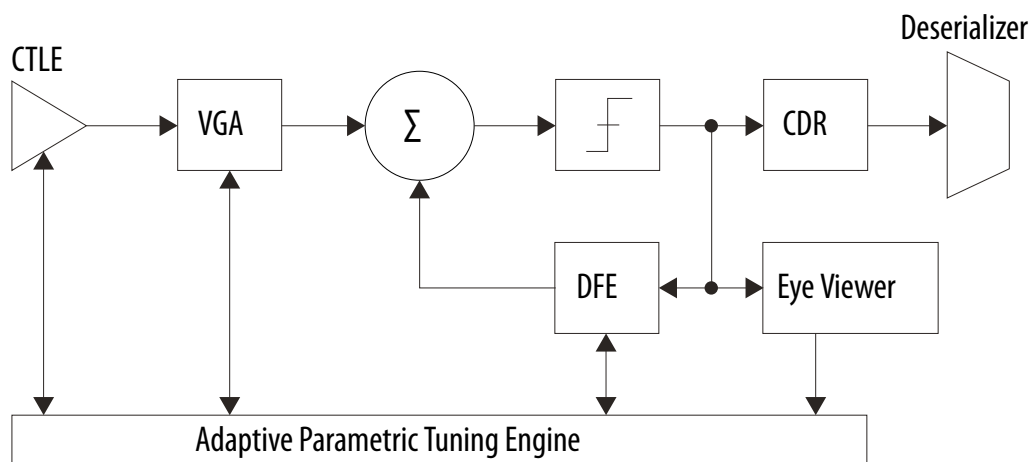 Deserializer
CTLE
VGA
Σ
CDR
DFE
Eye Viewer
Adaptive Parametric Tuning Engine